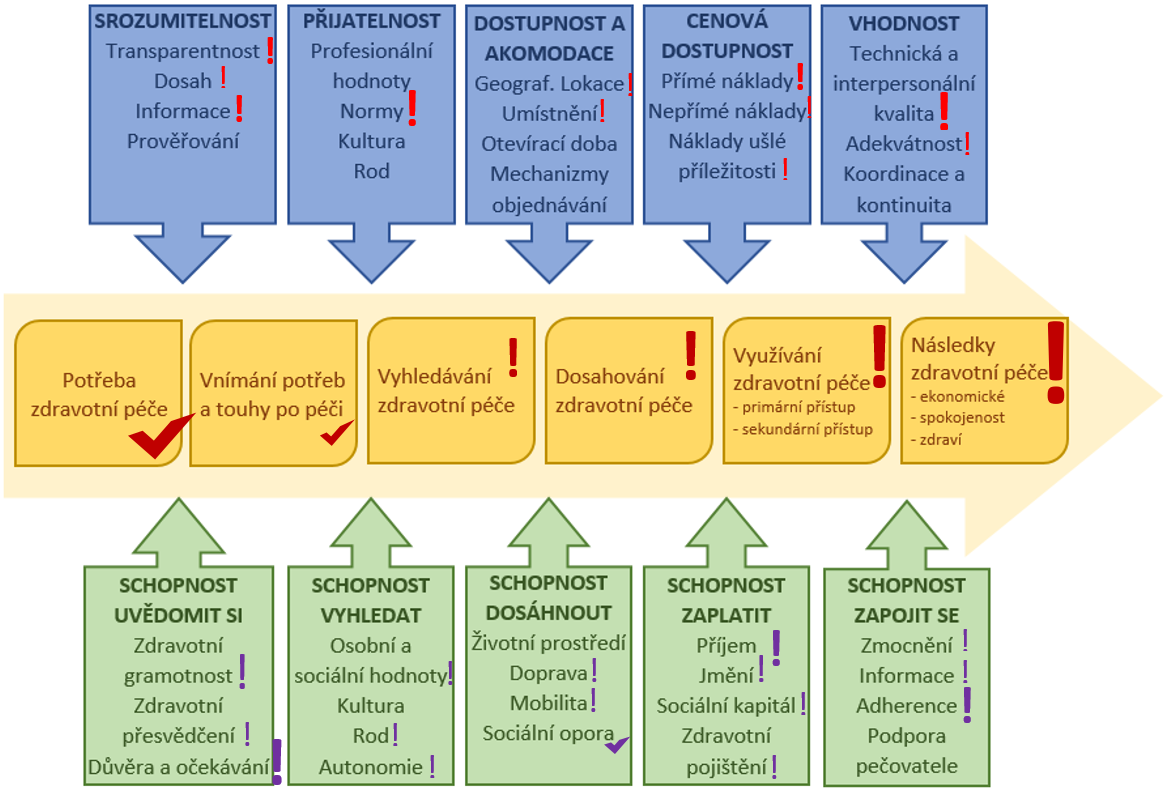 SROZUMITELNOST
Transparentnost
Dosah
Informace
Prověřování
PŘIJATELNOST
Profesionální
hodnoty
Normy
Kultura
Rod
DOSTUPNOST A
AKOMODACE
Geograf. Lokace
Umístnění
Otevírací doba
Mechanizmy
objednávání
CENOVÁ
DOSTUPNOST
Přímé náklady
Nepřímé náklady
Náklady ušlé
příležitosti
VHODNOST
Technická a
interpersonální
kvalita
Adekvátnost
Koordinace a
kontinuita
Potřeba
zdravotní péče
Vnímání potřeb
a touhy po péči
Vyhledávání
zdravotní péče
Dosahování
zdravotní péče
Využívání
zdravotní péče
- primární přístup
- sekundární přístup
Následky
zdravotní péče
- ekonomické
- spokojenost
- zdraví
SCHOPNOST
UVĚDOMIT SI
Zdravotní
gramotnost
Zdravotní
přesvědčení
Důvěra a očekávání
SCHOPNOST
VYHLEDAT
Osobní a
sociální hodnoty
Kultura
Rod
Autonomie
SCHOPNOST
DOSÁHNOUT
Životní prostředí
Doprava
Mobilita
Sociální opora
SCHOPNOST
ZAPLATIT
Příjem
Jmění
Sociální kapitál
Zdravotní
pojištění
SCHOPNOST
ZAPOJIT SE
Zmocnění
Informace
Adherence
Podpora
pečovatele